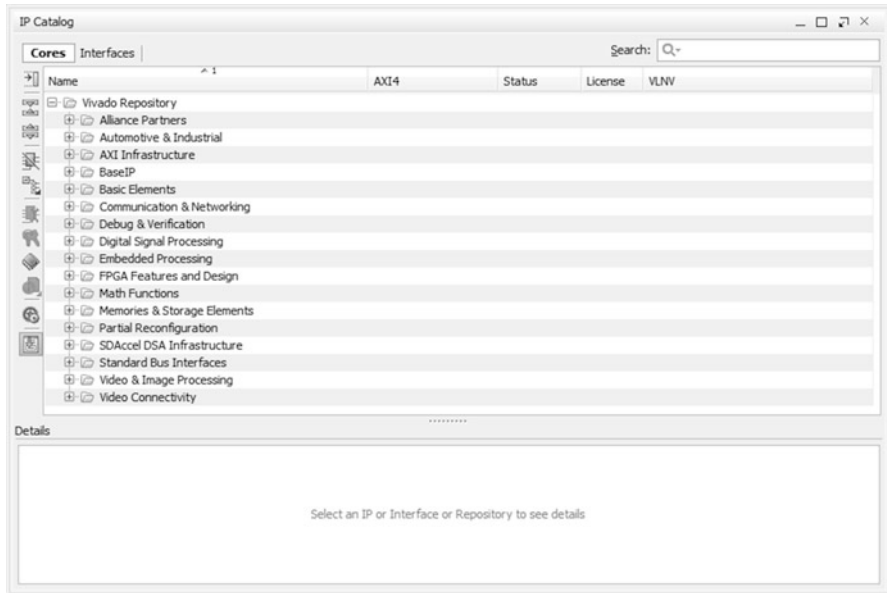 IP Catalog
Cores Interfaces Search:
Name 1 AXI4 Status License VLNV
Vivado Repository
Alliance Partners
Automotive & Industrial
AXI Infrastructure
BaseIP
Basic Elements
Communication & Networking
Debug & Verification
Digital Signal Processing
Embedded Processing
FPGA Features and Design
Math Functions
Memories & Storage Elements
Partial Reconfiguration
SDAccel DSA Infrastructure
Standard Bus Interfaces
Video & Image Processing
Video Connectivity
Details
Select an IP or Interface or Repository to see details